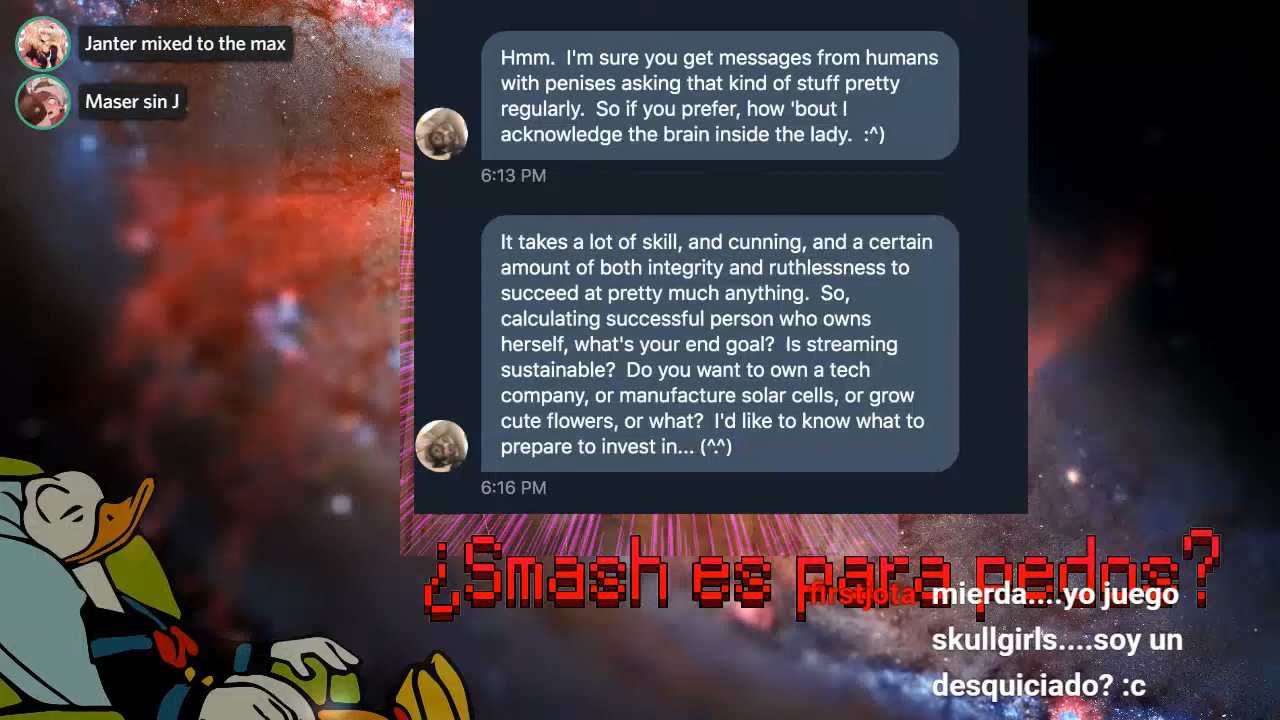 Janter mixed to the max
Maser sin J
Hmm.  I'm sure you get messages from humans
with penises asking that kind of stuff pretty
regularly.  So if you prefer, how 'bout I
acknowledge the brain inside the lady.  :^)
6:13 PM
It takes a lot of skill, and cunning, and a certain
amount of both integrity and ruthlessness to
succeed at pretty much anything.  So,
calculating successful person who owns
herself, what's your end goal?  Is streaming
sustainable?  Do you want to own a tech
company, or manufacture solar cells, or grow
cute flowers, or what?  I'd like to know what to
prepare to invest in... (^.^)
6:16 PM
¿Smash es para pedos?
firstjota mierda....yo juego
skullgirls....soy un
desquiciado? :c